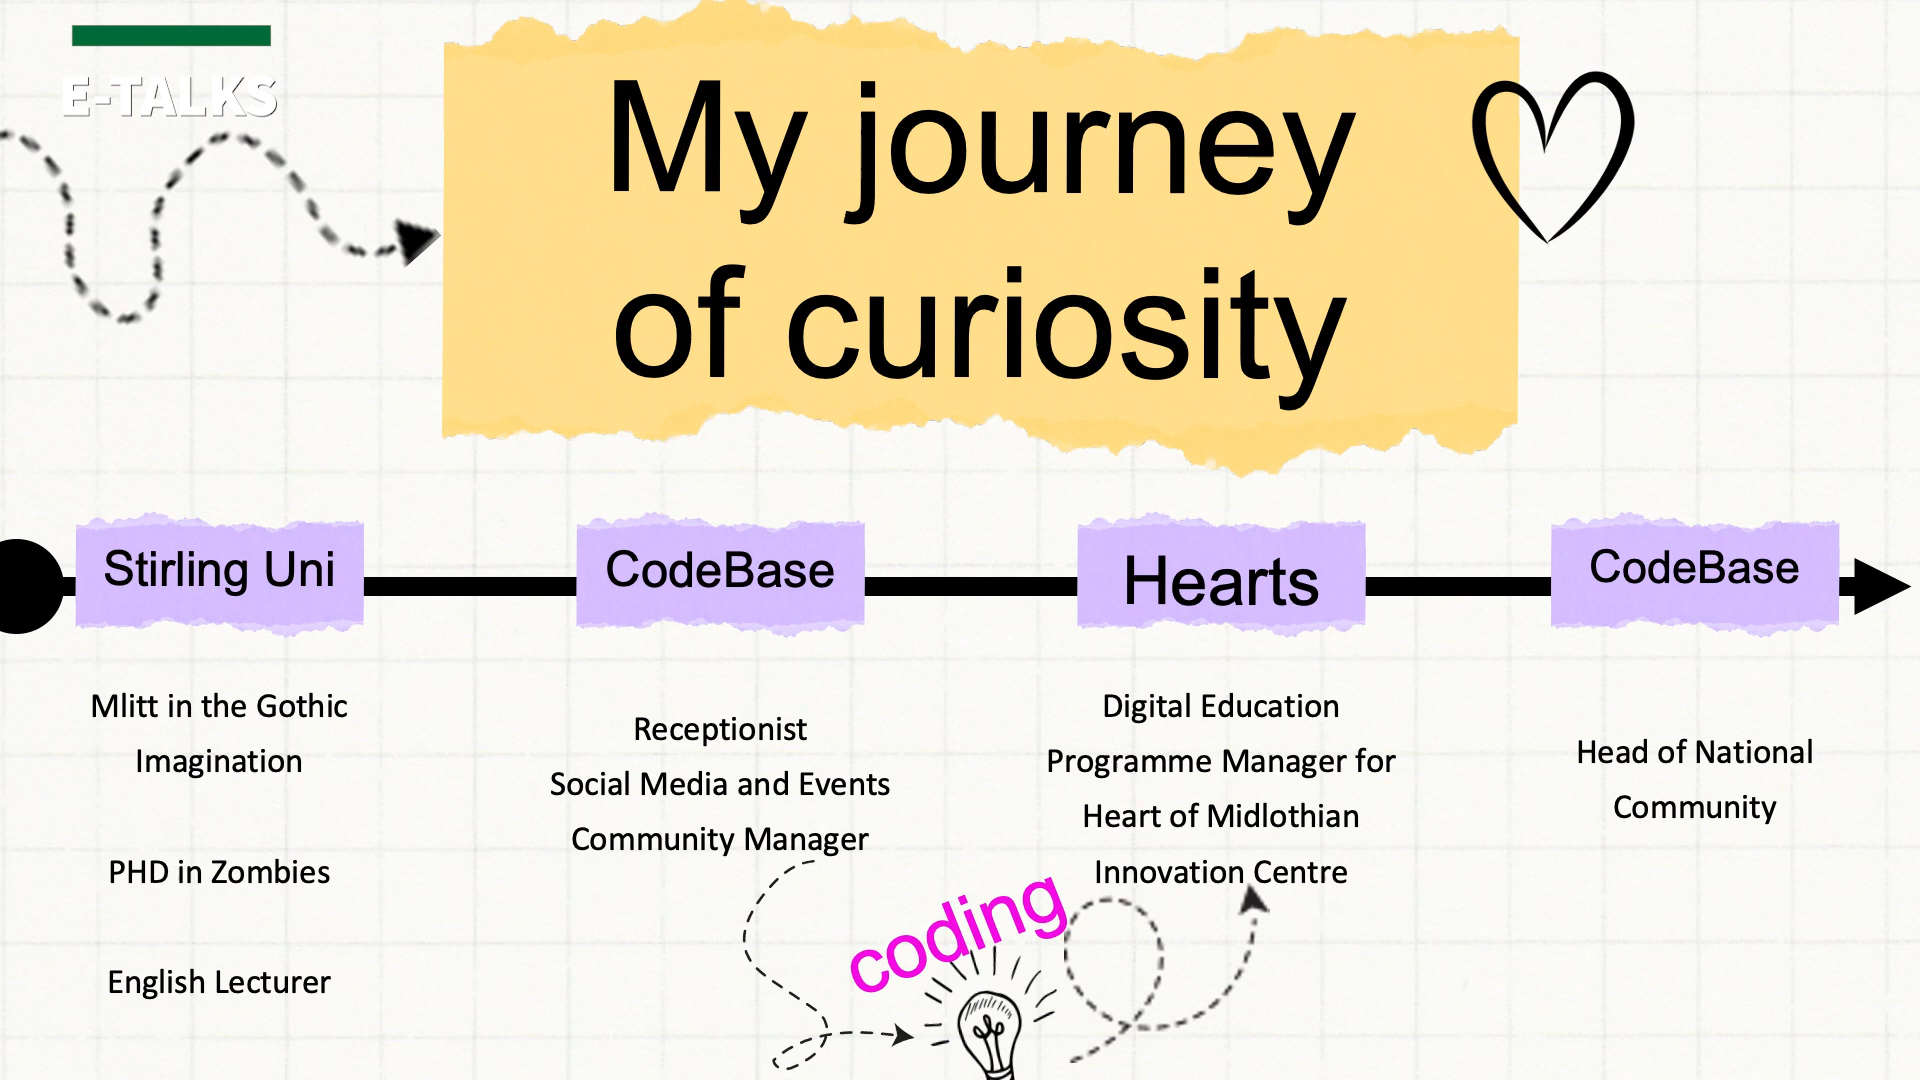 E-TALKS
My journey
of curiosity
Stirling Uni
Mlitt in the Gothic
Imagination
PHD in Zombies
English Lecturer
CodeBase
Receptionist
Social Media and Events
Community Manager
coding
Hearts
Digital Education
Programme Manager for
Heart of Midlothian
Innovation Centre
CodeBase
Head of National
Community